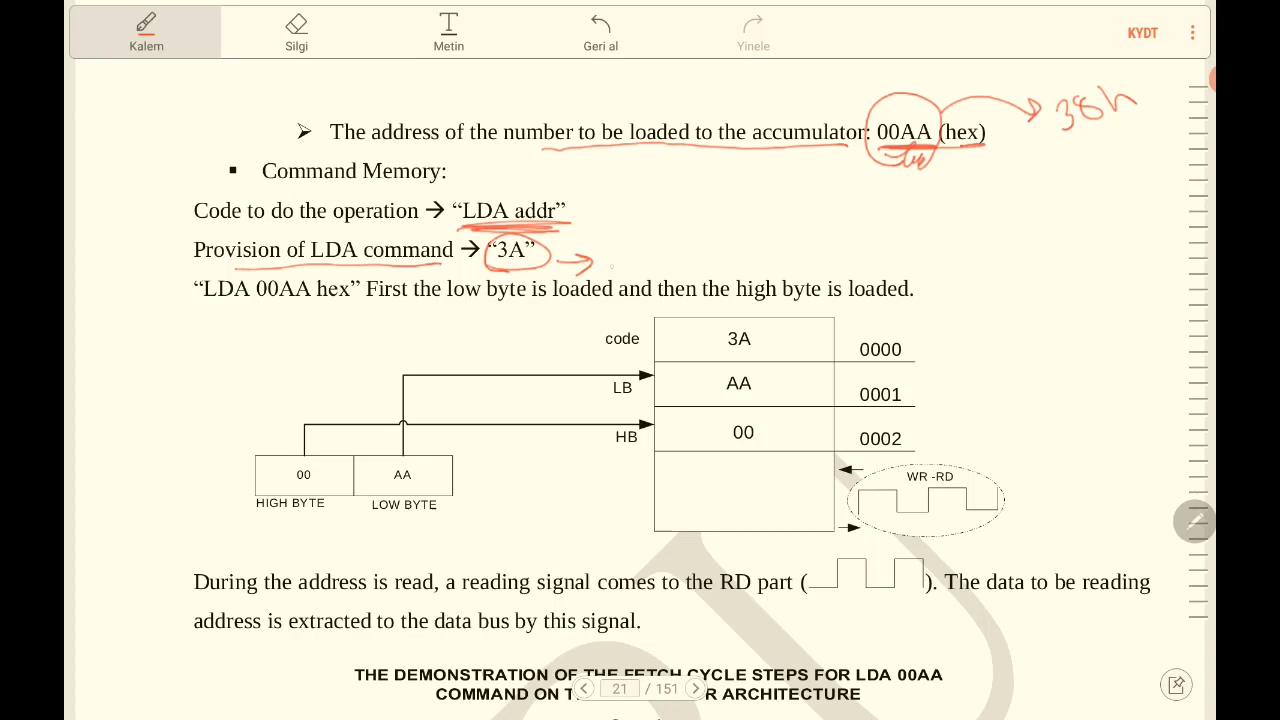 Kalem
Silgi
Metin
Geri al
Yinele
KYDT
➢ The address of the number to be loaded to the accumulator: 00AA (hex)
38h
▪ Command Memory:
Code to do the operation → “LDA addr”
Provision of LDA command → “3A”
“LDA 00AA hex” First the low byte is loaded and then the high byte is loaded.
code 3A 0000
LB AA 0001
HB 00 0002
00 AA
HIGH BYTE LOW BYTE
WR -RD
During the address is read, a reading signal comes to the RD part ( ). The data to be reading
address is extracted to the data bus by this signal.
THE DEMONSTRATION OF THE FETCH CYCLE STEPS FOR LDA 00AA
COMMAND ON R ARCHITECTURE
21 / 151